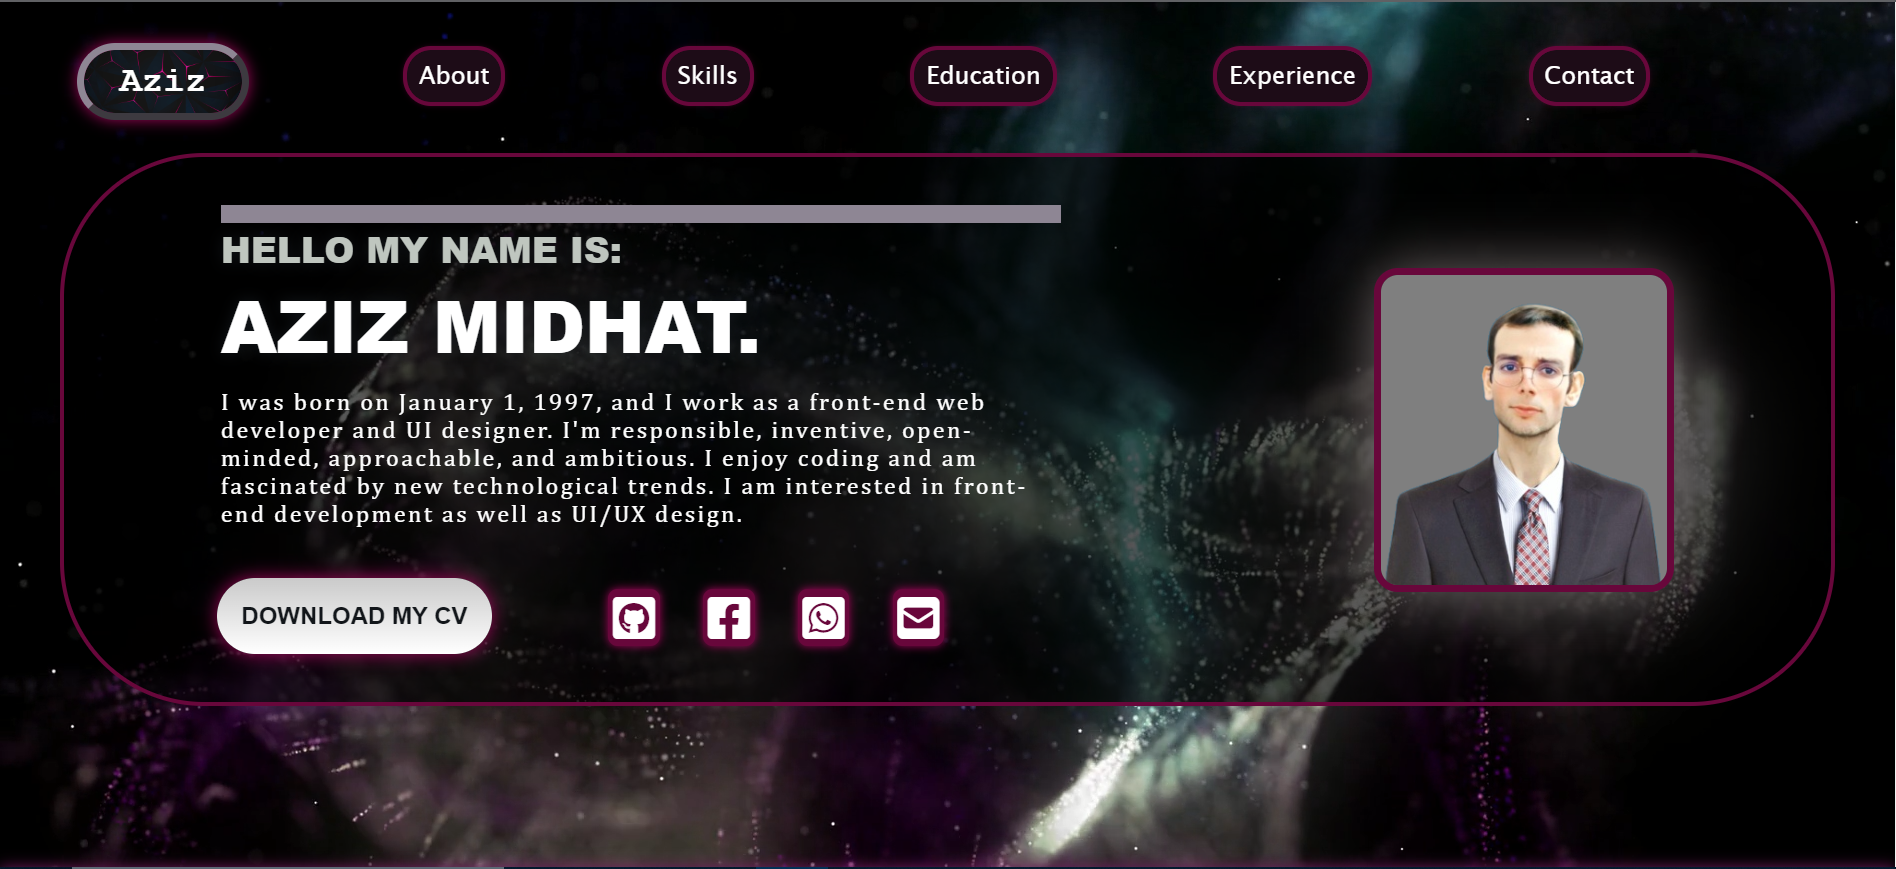 Aziz
About
Skills
Education
Experience
Contact
HELLO MY NAME IS:
AZIZ MIDHAT.
I was born on January 1, 1997, and I work as a front-end web
developer and UI designer. I'm responsible, inventive, open-
minded, approachable, and ambitious. I enjoy coding and am
fascinated by new technological trends. I am interested in front-
end development as well as UI/UX design.
DOWNLOAD MY CV